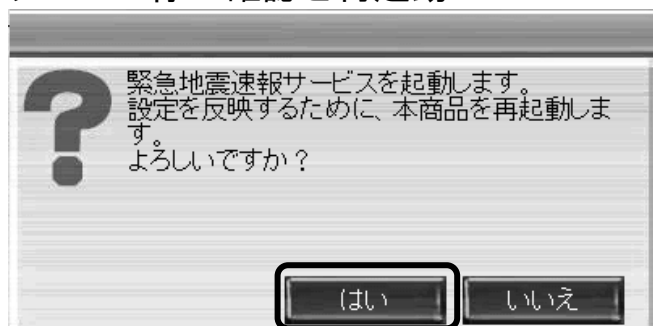 緊急地震速報サービスを起動します。
設定を反映するために、本商品を再起動しま
す。
よろしいですか？
はい
いいえ